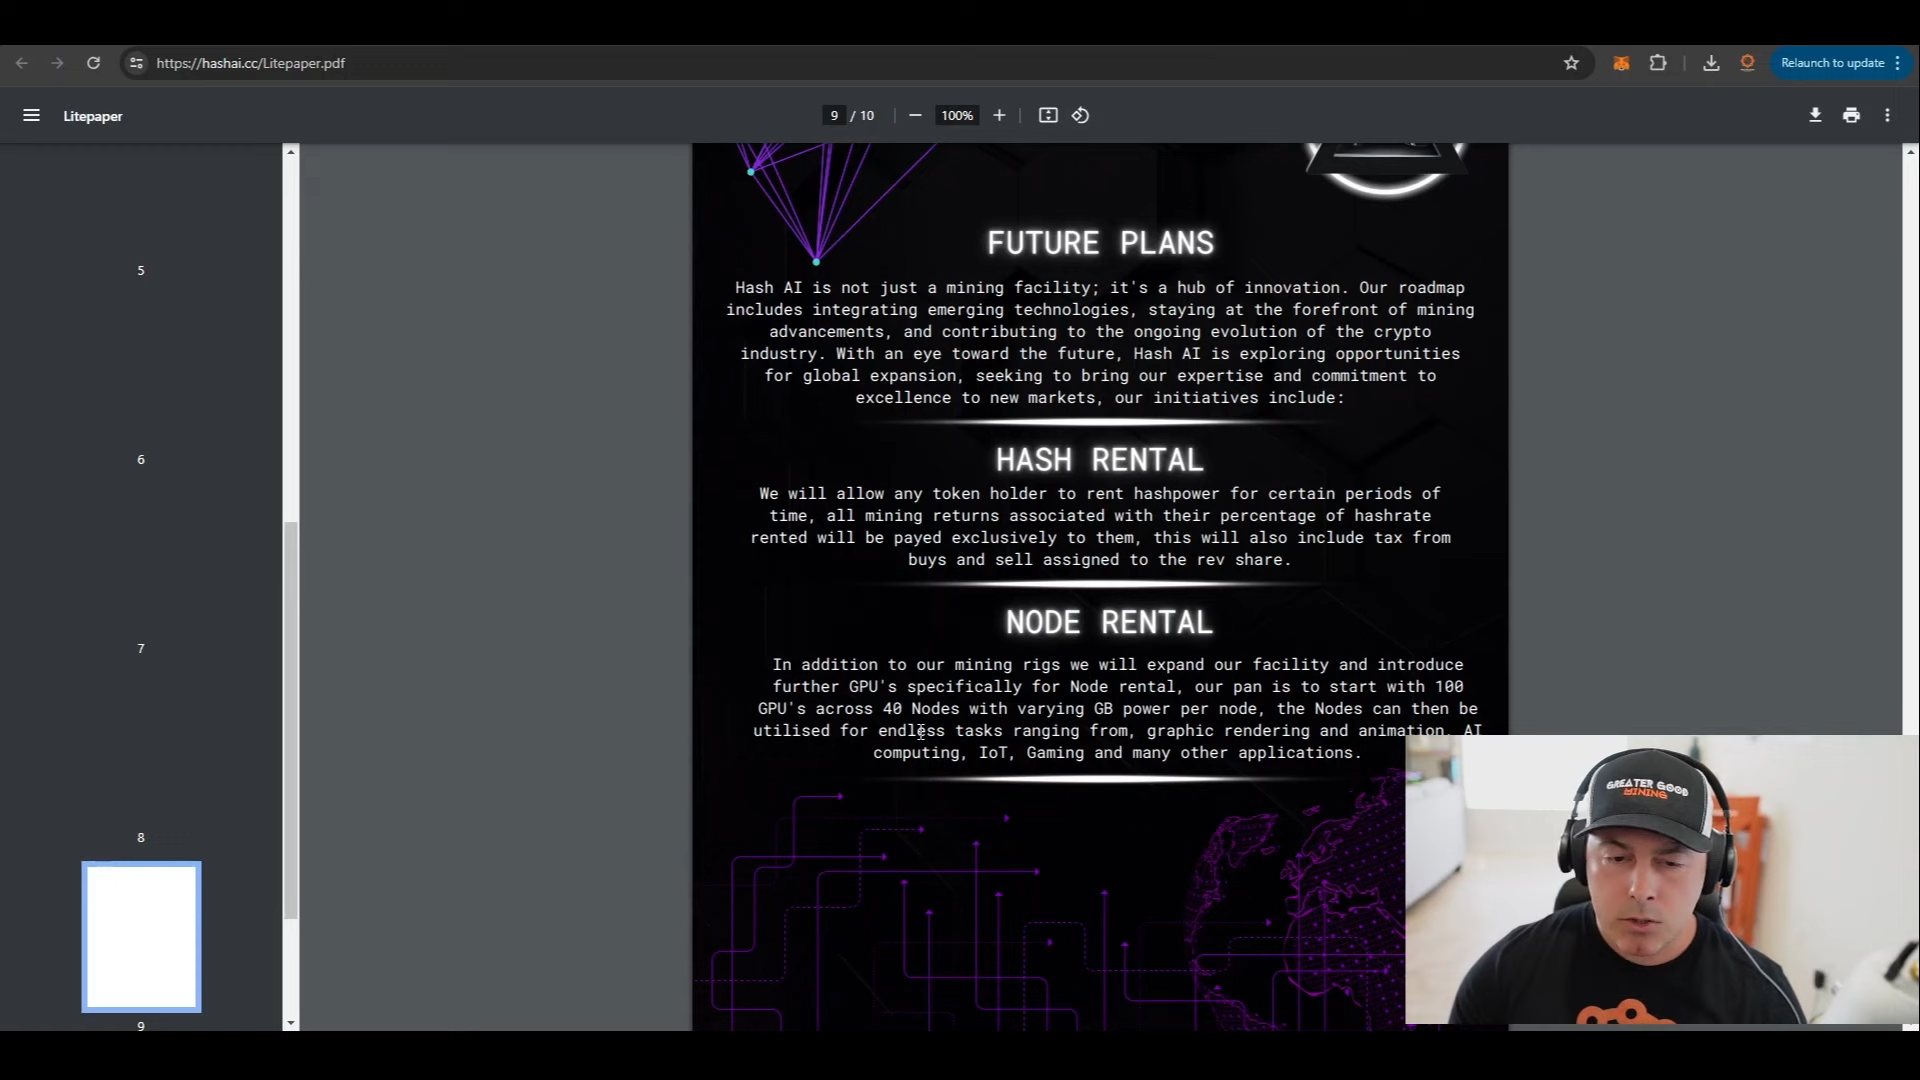 https://hashai.cc/Litepaper.pdf
Relaunch to update
Litepaper
9 / 10
100%
5
6
7
8
9
FUTURE PLANS
Hash AI is not just a mining facility; it's a hub of innovation. Our roadmap
includes integrating emerging technologies, staying at the forefront of mining
advancements, and contributing to the ongoing evolution of the crypto
industry. With an eye toward the future, Hash AI is exploring opportunities
for global expansion, seeking to bring our expertise and commitment to
excellence to new markets, our initiatives include:
HASH RENTAL
We will allow any token holder to rent hashpower for certain periods of
time, all mining returns associated with their percentage of hashrate
rented will be payed exclusively to them, this will also include tax from
buys and sell assigned to the rev share.
NODE RENTAL
In addition to our mining rigs we will expand our facility and introduce
further GPU's specifically for Node rental, our pan is to start with 100
GPU's across 40 Nodes with varying GB power per node, the Nodes can then be
utilised for endless tasks ranging from, graphic rendering and animation, AI
computing, IoT, Gaming and many other applications.
GREATER GOOD
MINING